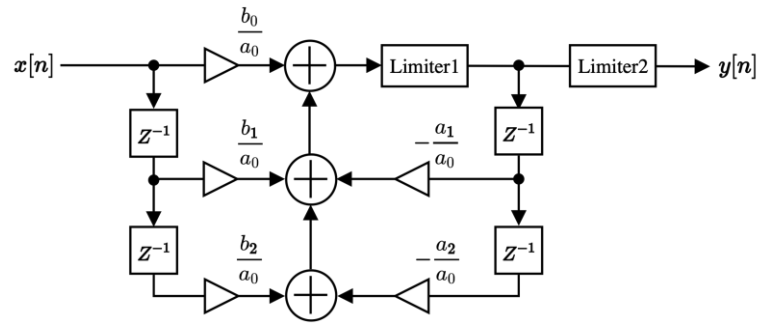 b₀/a₀
x[n] Limiter1 Limiter2 y[n]
Z⁻¹ b₁/a₀ −a₁/a₀ Z⁻¹
Z⁻¹ b₂/a₀ −a₂/a₀ Z⁻¹